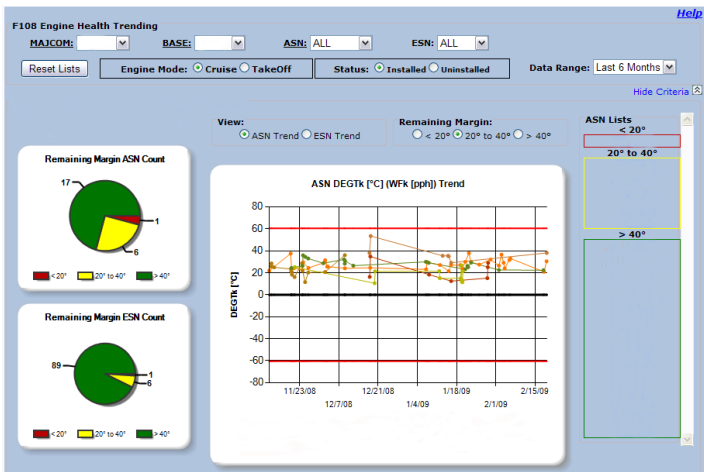 Help
F108 Engine Health Trending
MAJCOM: BASE: ASN: ALL ESN: ALL
Reset Lists Engine Mode: Cruise TakeOff Status: Installed Uninstalled Data Range: Last 6 Months
Hide Criteria
View: Remaining Margin: ASN Lists
ASN Trend ESN Trend < 20° 20° to 40° > 40°
< 20°
20° to 40°
> 40°
Remaining Margin ASN Count
17
1
6
<20° 20° to 40° >40°
Remaining Margin ESN Count
89
1
6
<20° 20° to 40° >40°
ASN DEGTk [°C] (WFk [pph]) Trend
DEGTk [°C]
80
60
40
20
0
-20
-40
-60
-80
11/23/08 12/21/08 1/18/09 2/15/09
12/7/08 1/4/09 2/1/09